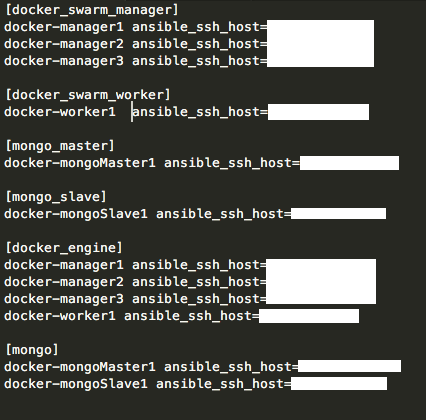 [docker_swarm_manager]
docker-manager1 ansible_ssh_host=
docker-manager2 ansible_ssh_host=
docker-manager3 ansible_ssh_host=
[docker_swarm_worker]
docker-worker1  ansible_ssh_host=
[mongo_master]
docker-mongoMaster1 ansible_ssh_host=
[mongo_slave]
docker-mongoSlave1 ansible_ssh_host=
[docker_engine]
docker-manager1 ansible_ssh_host=
docker-manager2 ansible_ssh_host=
docker-manager3 ansible_ssh_host=
docker-worker1 ansible_ssh_host=
[mongo]
docker-mongoMaster1 ansible_ssh_host=
docker-mongoSlave1 ansible_ssh_host=